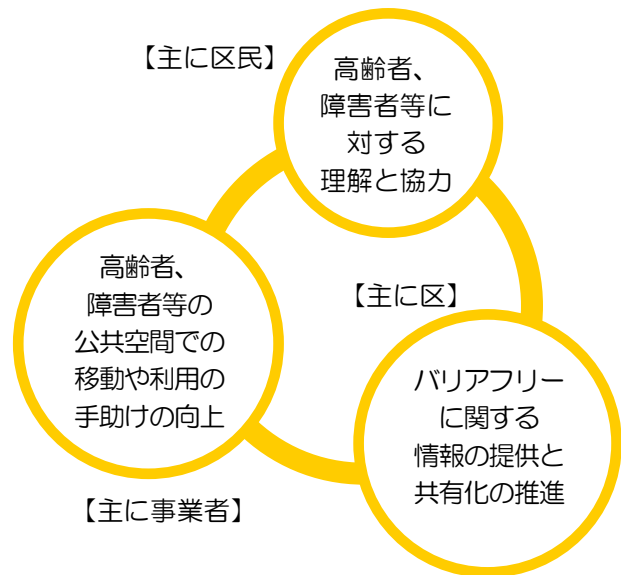 【主に区民】
高齢者、
障害者等に
対する
理解と協力
高齢者、
障害者等の
公共空間での
移動や利用の
手助けの向上
【主に事業者】
【主に区】
バリアフリー
に関する
情報の提供と
共有化の推進